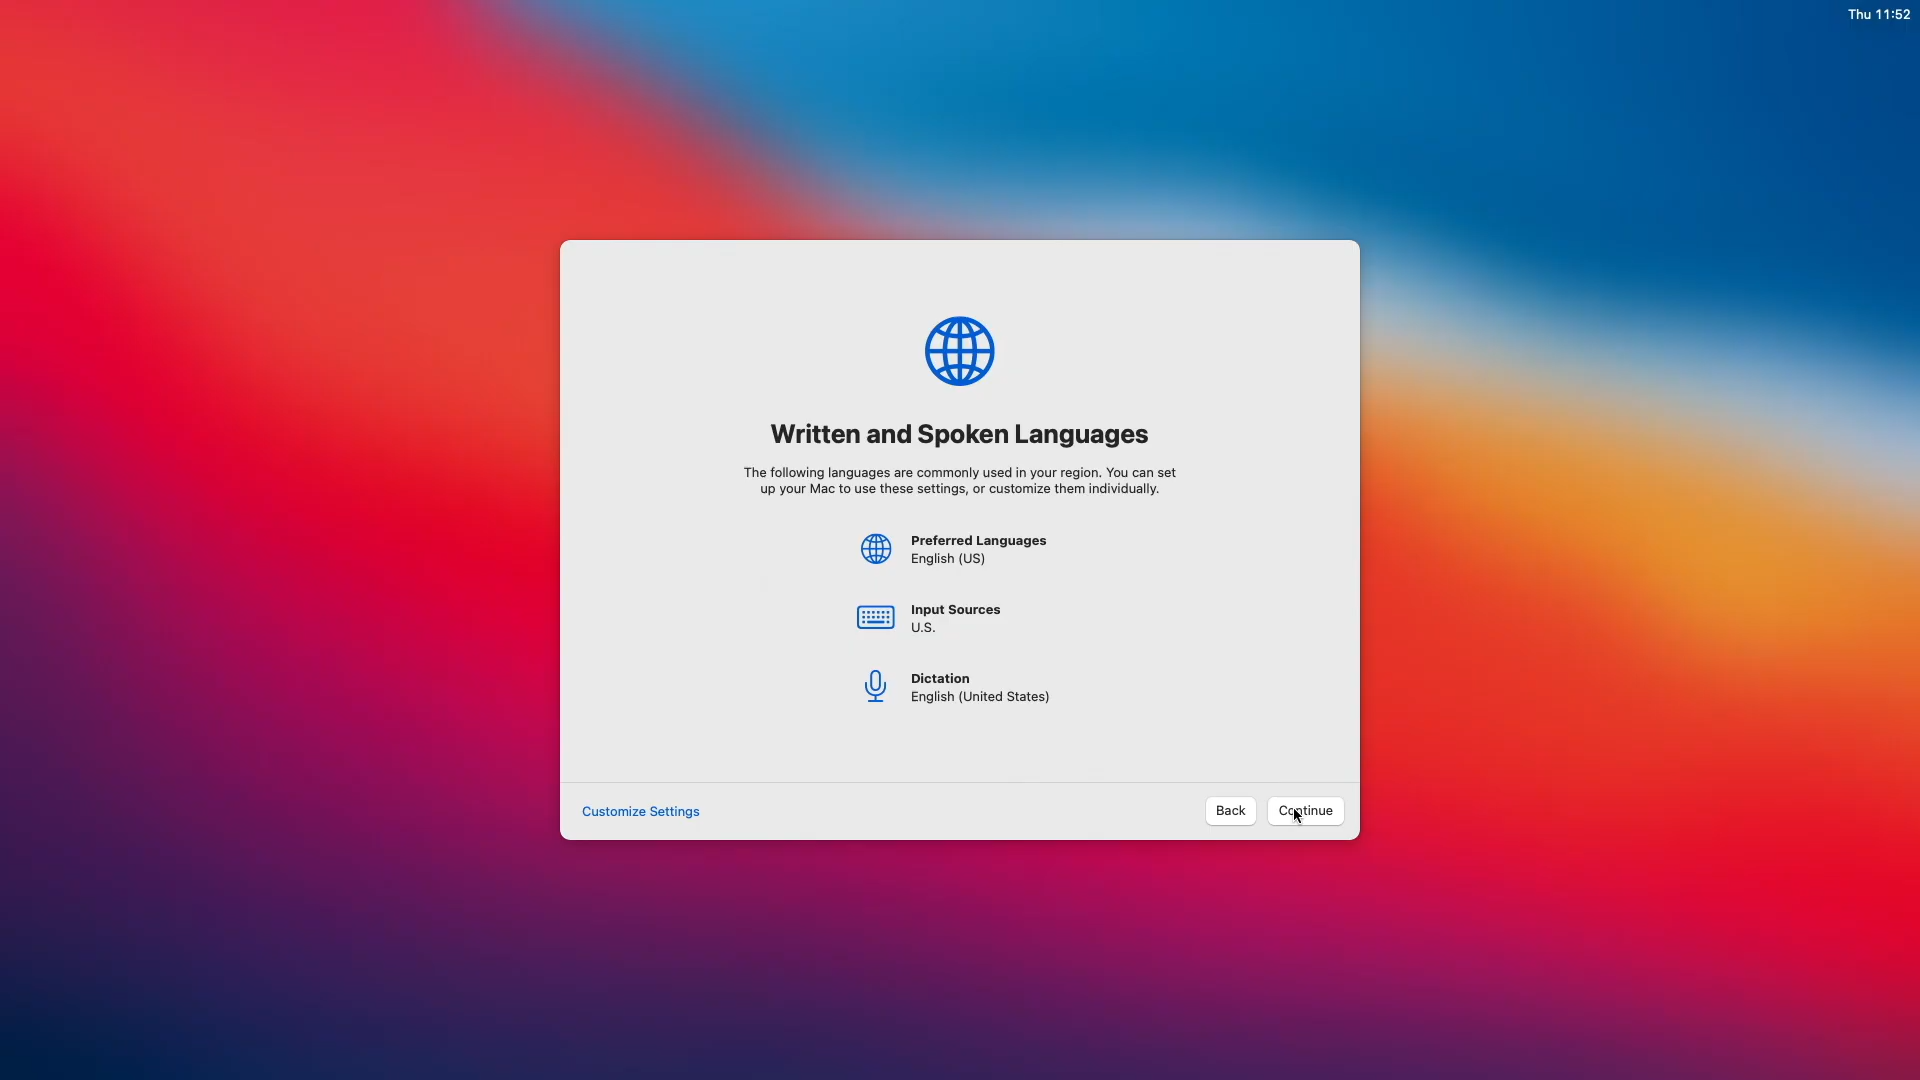 Thu 11:52
Written and Spoken Languages
The following languages are commonly used in your region. You can set
up your Mac to use these settings, or customize them individually.
Preferred Languages
English (US)
Input Sources
U.S.
Dictation
English (United States)
Customize Settings
Back
Continue